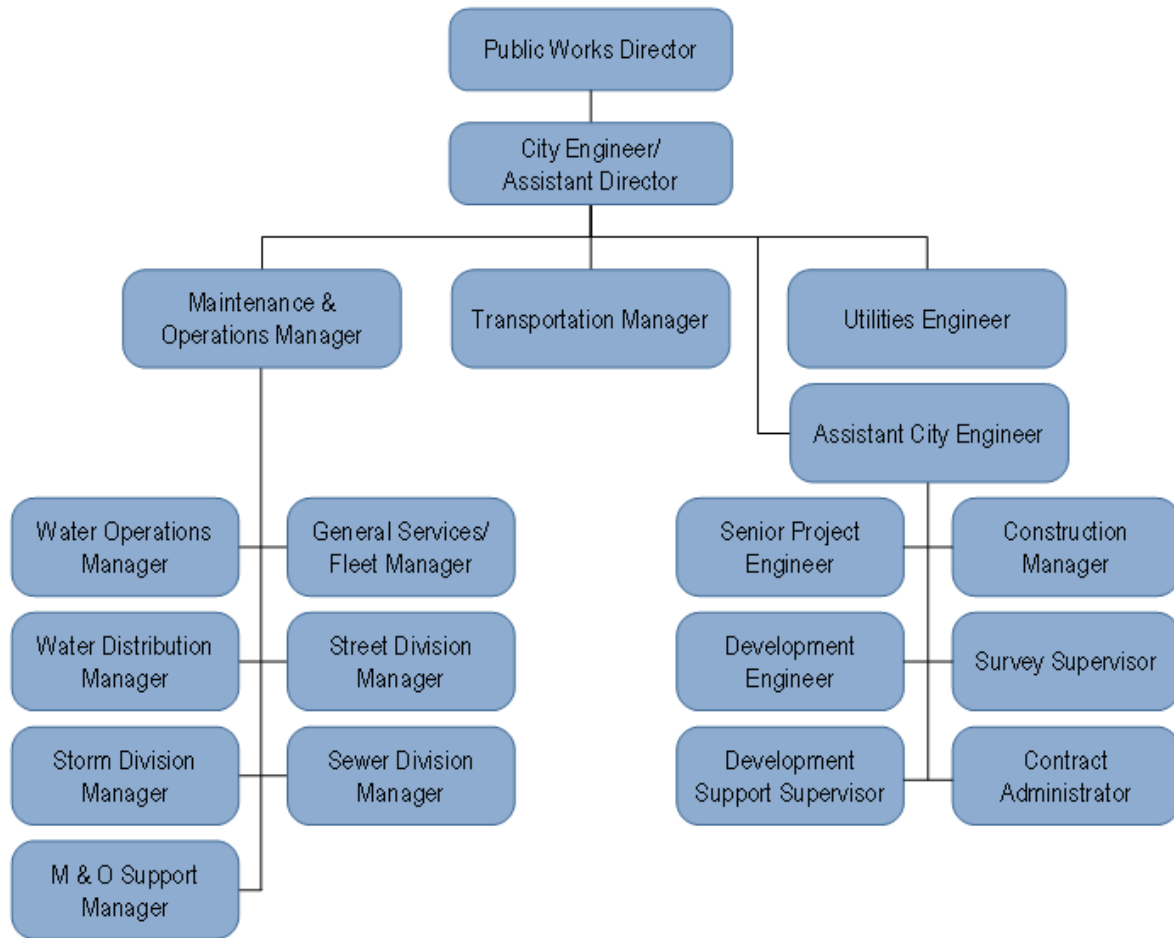 Public Works Director
City Engineer/
Assistant Director
Maintenance &
Operations Manager
Transportation Manager
Utilities Engineer
Assistant City Engineer
Water Operations
Manager
General Services/
Fleet Manager
Senior Project
Engineer
Construction
Manager
Water Distribution
Manager
Street Division
Manager
Development
Engineer
Survey Supervisor
Storm Division
Manager
Sewer Division
Manager
Development
Support Supervisor
Contract
Administrator
M & O Support
Manager